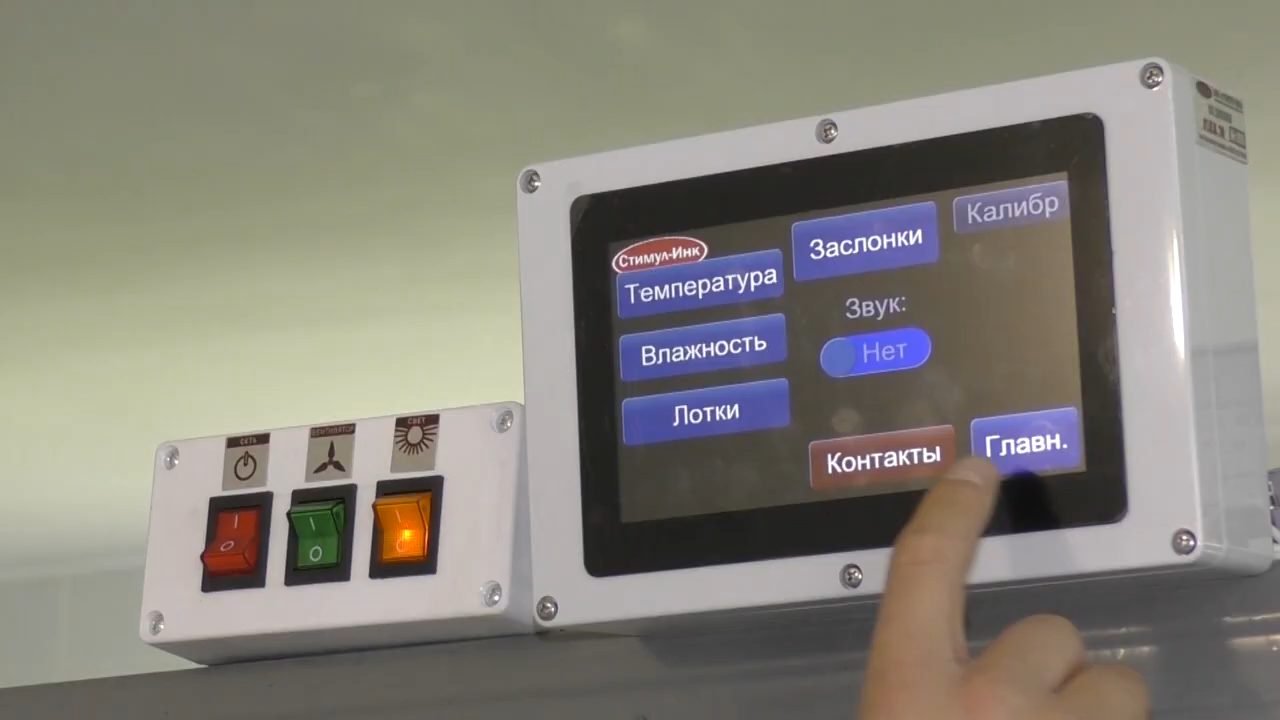 Стимул-Инк
Температура
Влажность
Лотки
Заслонки
Звук:
Нет
Контакты
Калибр
Главн.
СЕТЬ
ВЕНТИЛЯТОР
СВЕТ